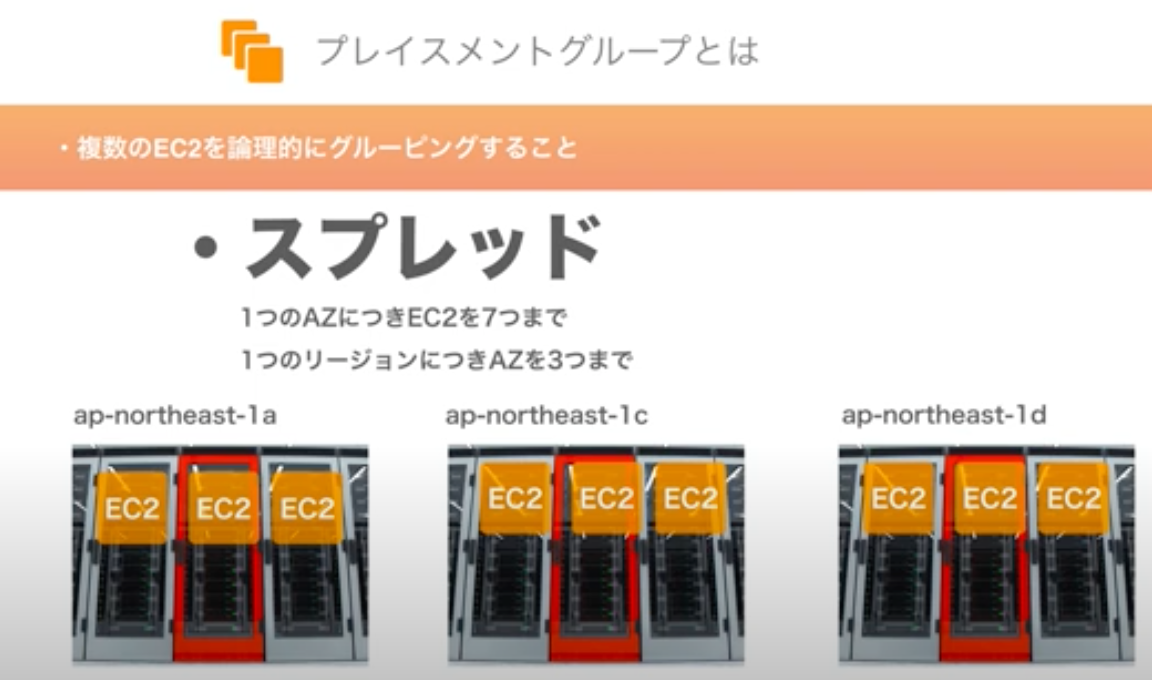 プレイスメントグループとは
・複数のEC2を論理的にグルーピングすること
・スプレッド
1つのAZにつきEC2を7つまで
1つのリージョンにつきAZを3つまで
ap-northeast-1a
ap-northeast-1c
ap-northeast-1d
EC2 EC2 EC2
EC2 EC2 EC2
EC2 EC2 EC2